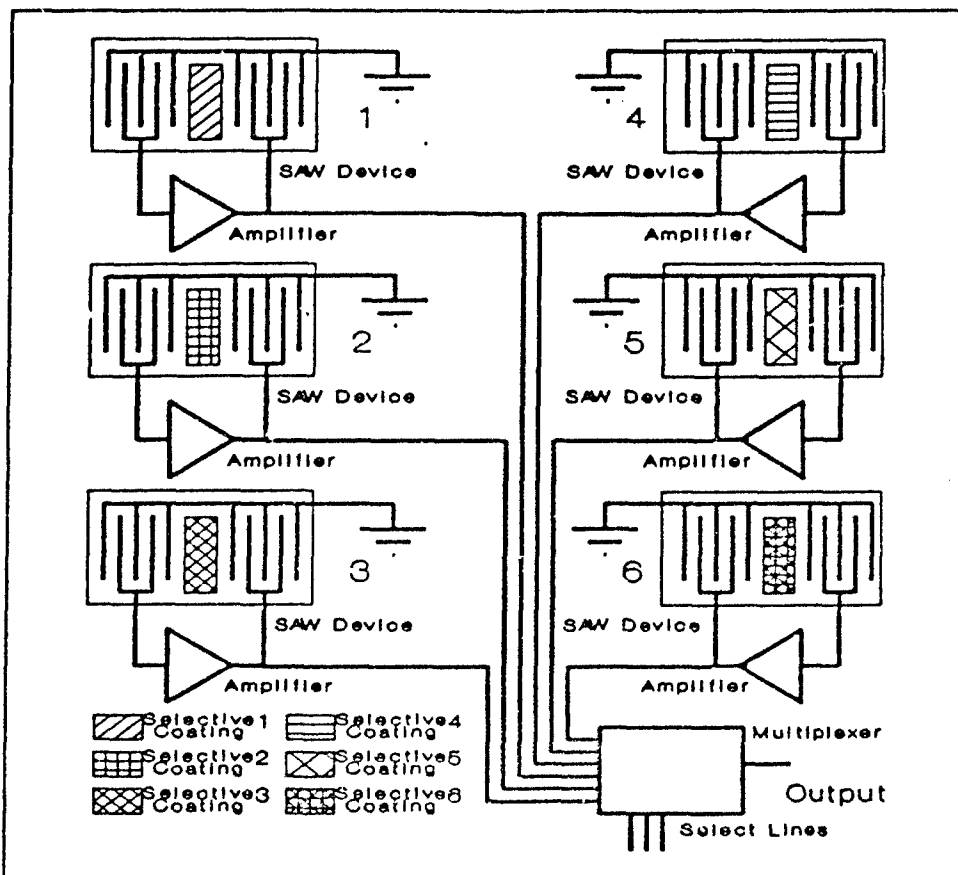 1
4
SAW Device
SAW Device
Amplifier
Amplifier
2
5
SAW Device
SAW Device
Amplifier
Amplifier
3
6
SAW Device
SAW Device
Amplifier
Amplifier
Selective1
Coating
Selective4
Coating
Selective2
Coating
Selective5
Coating
Selective3
Coating
Selective6
Coating
Multiplexer
Output
Select Lines